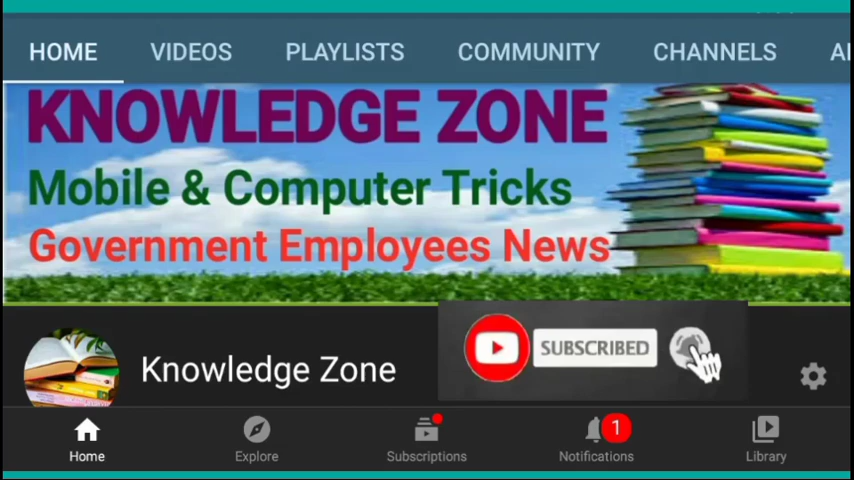 HOME VIDEOS PLAYLISTS COMMUNITY CHANNELS
KNOWLEDGE ZONE
Mobile & Computer Tricks
Government Employees News
SUBSCRIBED
Knowledge Zone
1
Home Explore Subscriptions Notifications Library